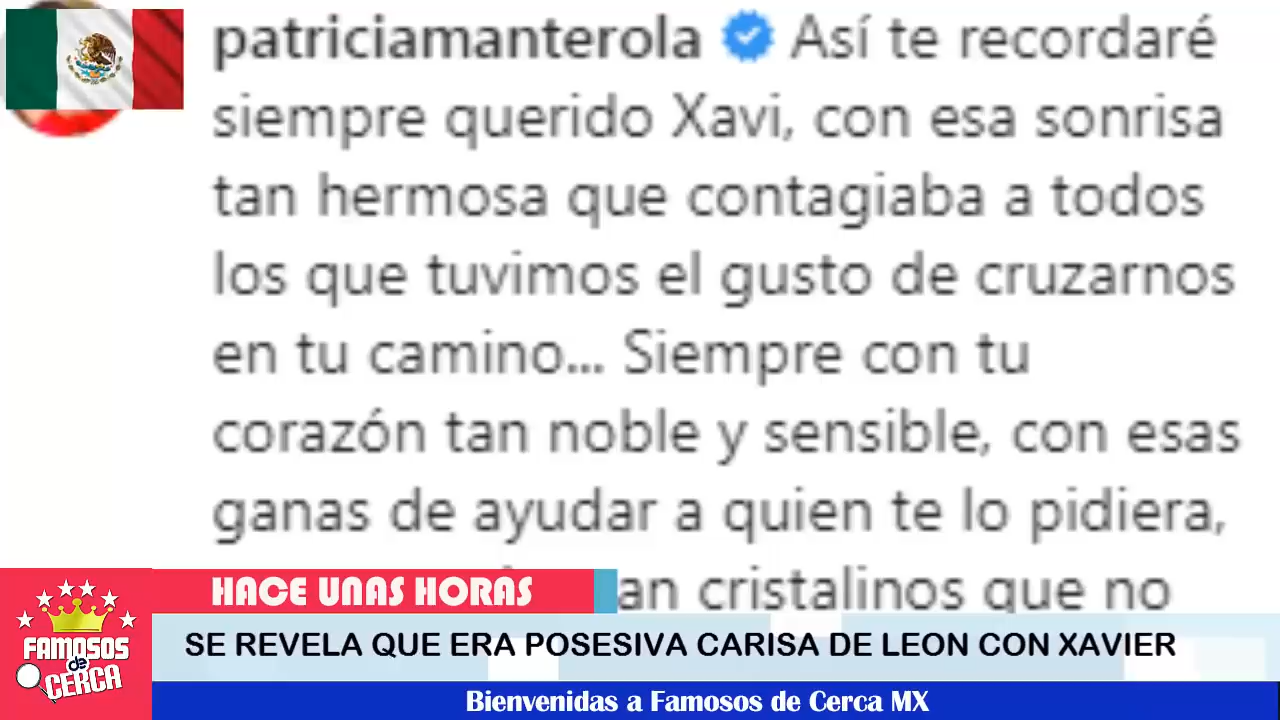 patriciamanterola Así te recordaré
siempre querido Xavi, con esa sonrisa
tan hermosa que contagiaba a todos
los que tuvimos el gusto de cruzarnos
en tu camino... Siempre con tu
corazón tan noble y sensible, con esas
ganas de ayudar a quien te lo pidiera,
cristalinos que no
HACE UNAS HORAS
SE REVELA QUE ERA POSESIVA CARISA DE LEON CON XAVIER
FAMOSOS
de
CERCA
Bienvenidas a Famosos de Cerca MX